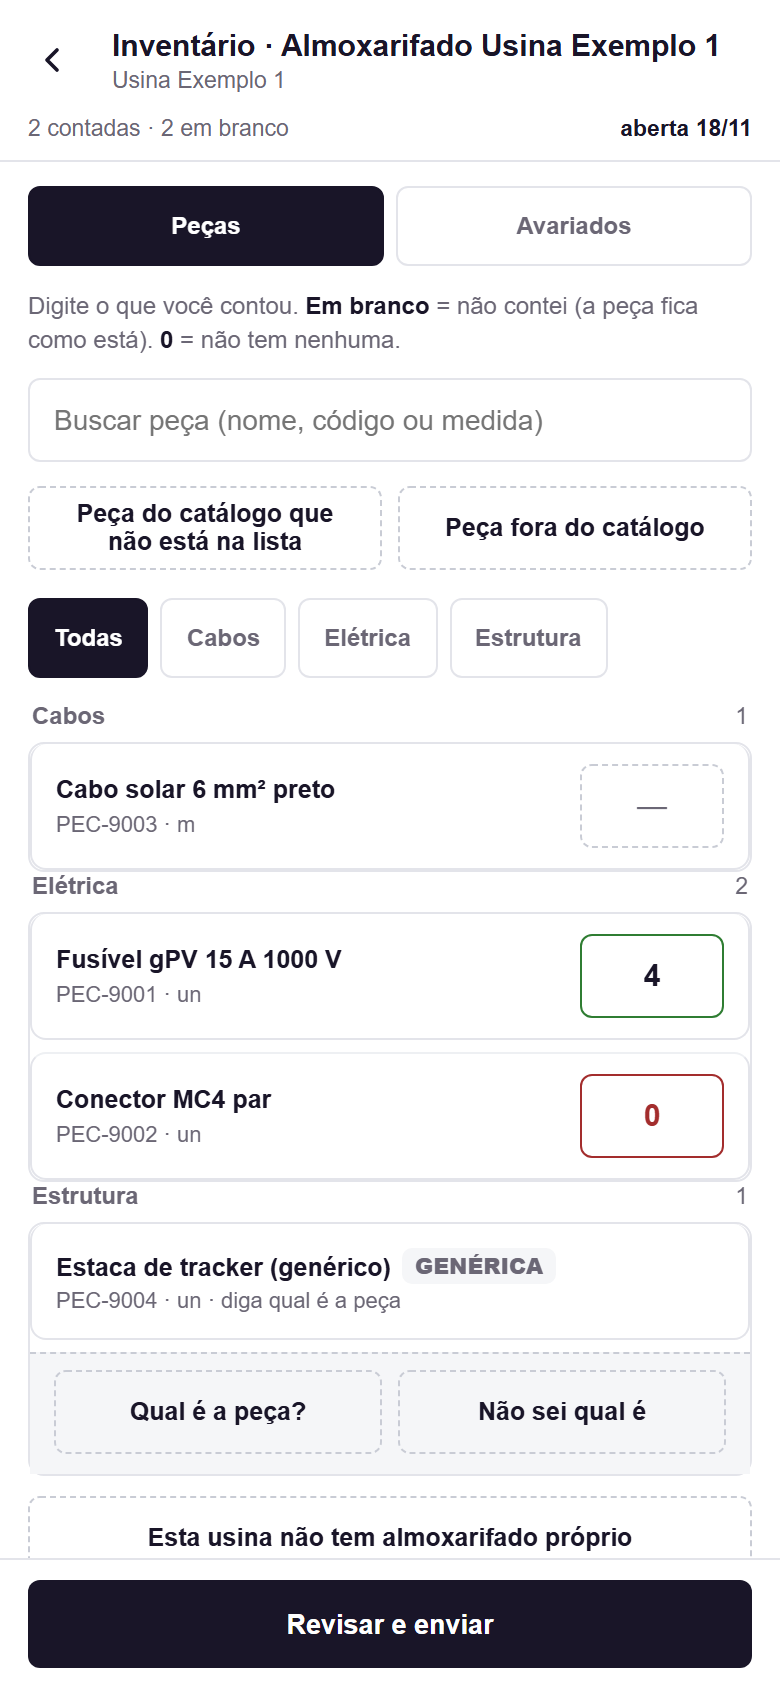 Inventário · Almoxarifado Usina Exemplo 1
Usina Exemplo 1
2 contadas · 2 em branco
aberta 18/11
Peças
Avariados
Digite o que você contou. Em branco = não contei (a peça fica
como está). 0 = não tem nenhuma.
Buscar peça (nome, código ou medida)
Peça do catálogo que
não está na lista
Peça fora do catálogo
Todas
Cabos
Elétrica
Estrutura
Cabos
1
Cabo solar 6 mm² preto
PEC-9003 · m
—
Elétrica
2
Fusível gPV 15 A 1000 V
PEC-9001 · un
4
Conector MC4 par
PEC-9002 · un
0
Estrutura
1
Estaca de tracker (genérico)
GENÉRICA
PEC-9004 · un · diga qual é a peça
Qual é a peça?
Não sei qual é
Esta usina não tem almoxarifado próprio
Revisar e enviar